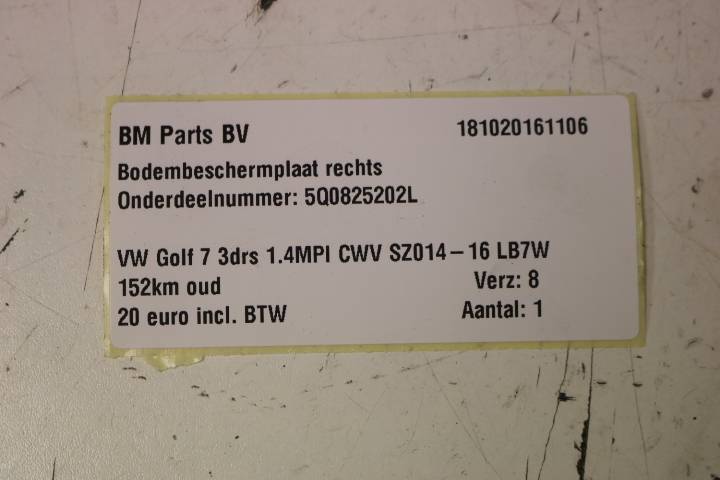 BM Parts BV 181020161106
Bodembeschermplaat rechts
Onderdeelnummer: 5Q0825202L
VW Golf 7 3drs 1.4MPI CWV SZ014-16 LB7W
152km oud Verz: 8
20 euro incl. BTW Aantal: 1